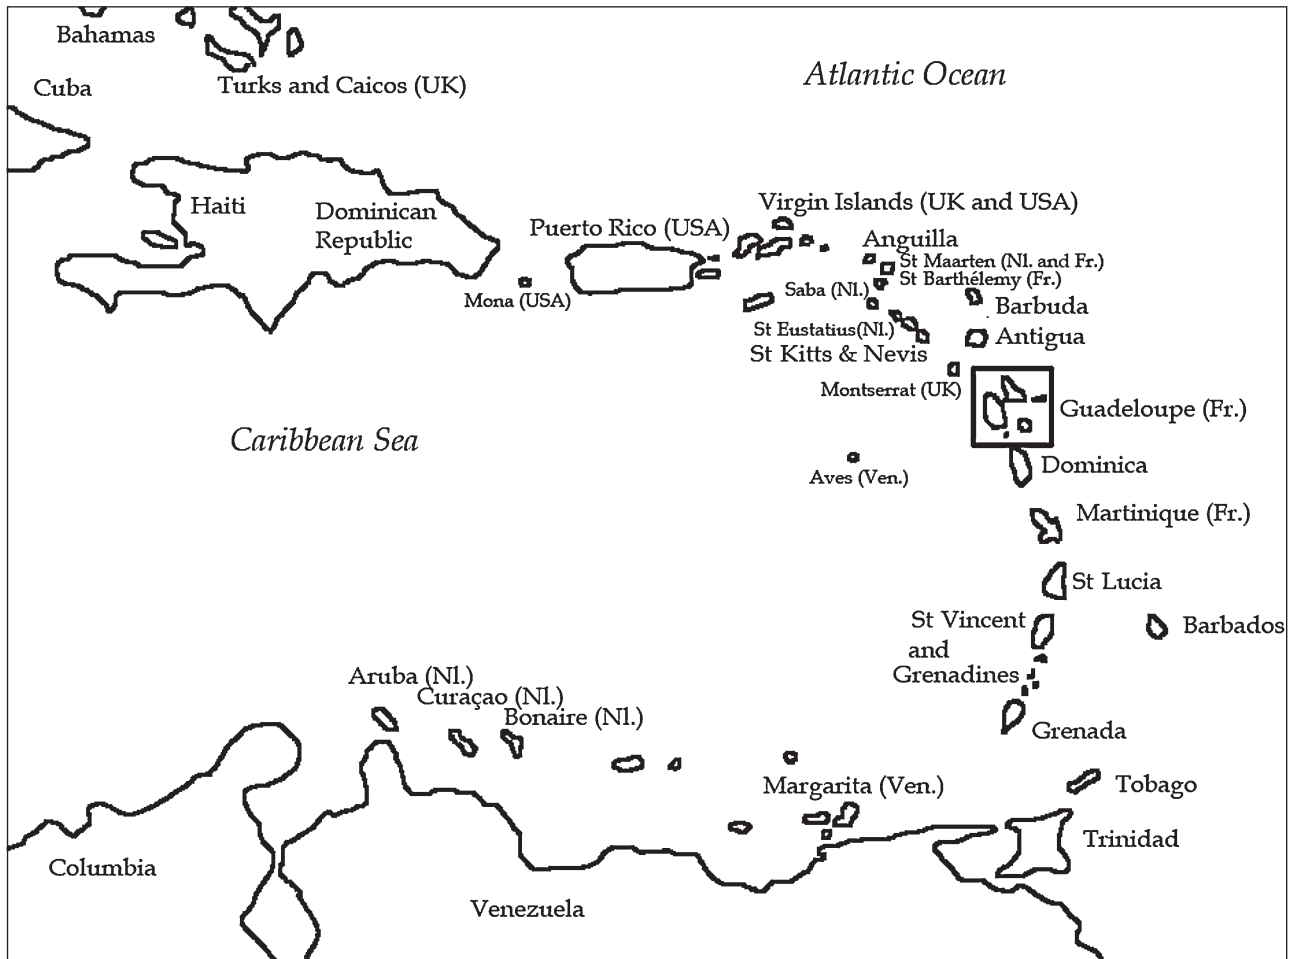 Bahamas
Turks and Caicos (UK)
Cuba
Atlantic Ocean
Haiti
Dominican
Republic
Puerto Rico (USA)
Mona (USA)
Virgin Islands (UK and USA)
Anguilla
St Maarten (Nl. and Fr.)
St Barthélemy (Fr.)
Saba (Nl.)
Barbuda
St Eustatius(Nl.)
Antigua
St Kitts & Nevis
Montserrat (UK)
Guadeloupe (Fr.)
Caribbean Sea
Aves (Ven.)
Dominica
Martinique (Fr.)
St Lucia
St Vincent
and
Grenadines
Barbados
Aruba (Nl.)
Curaçao (Nl.)
Bonaire (Nl.)
Grenada
Margarita (Ven.)
Tobago
Trinidad
Columbia
Venezuela